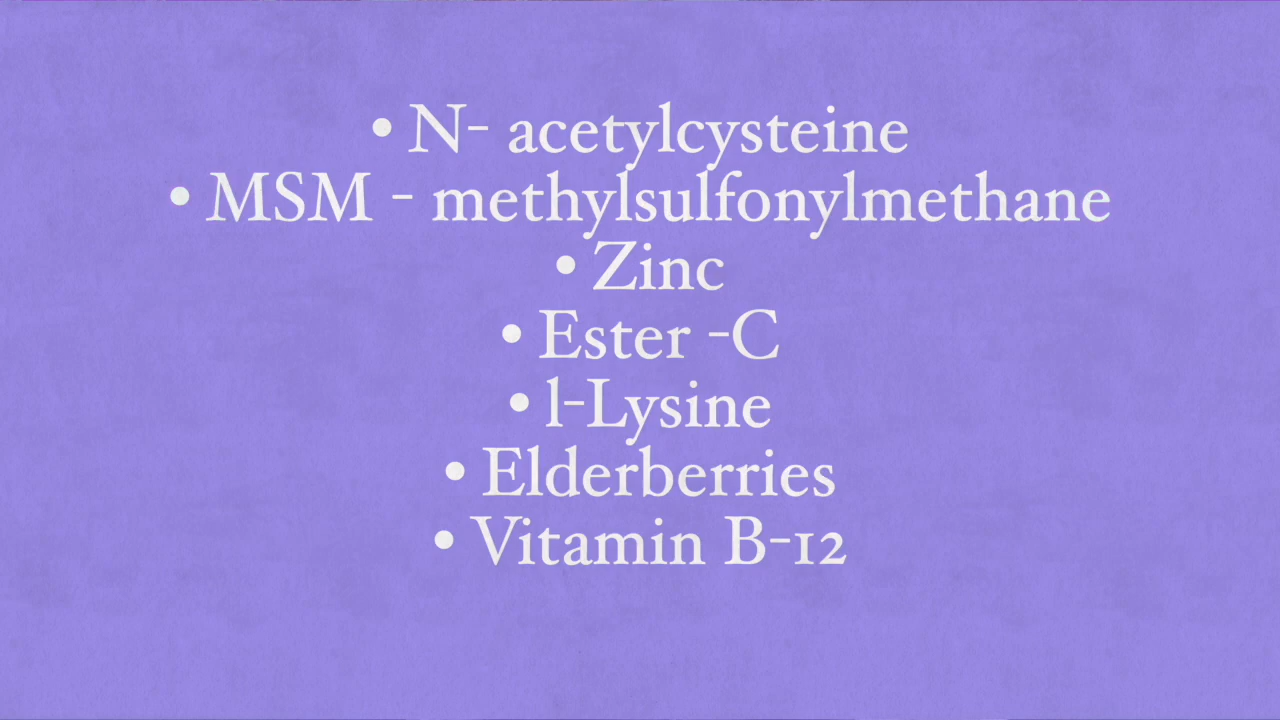 • N- acetylcysteine
• MSM - methylsulfonylmethane
• Zinc
• Ester -C
• l-Lysine
• Elderberries
• Vitamin B-12